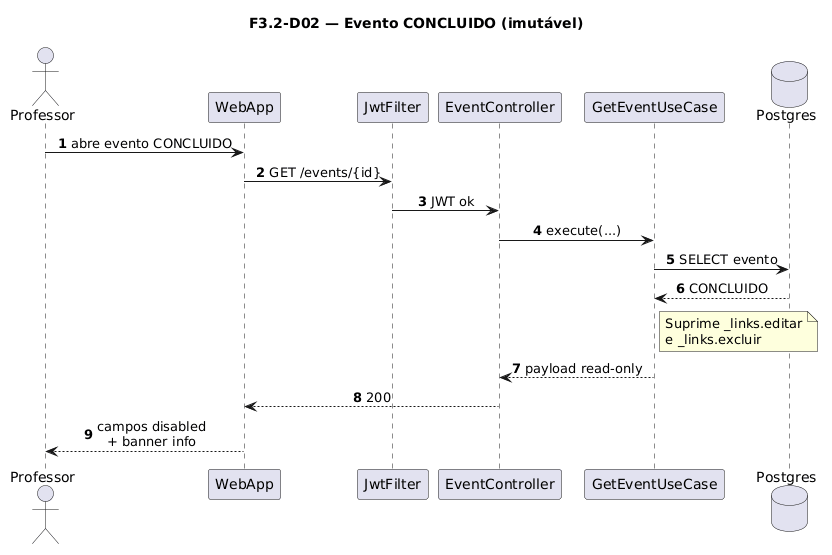 F3.2-D02 — Evento CONCLUIDO (imutável)
Professor
WebApp
JwtFilter
EventController
GetEventUseCase
Postgres
1 abre evento CONCLUIDO
2 GET /events/{id}
3 JWT ok
4 execute(...)
5 SELECT evento
6 CONCLUIDO
Suprime _links.editar
e _links.excluir
7 payload read-only
8 200
9 campos disabled
+ banner info
Professor
WebApp
JwtFilter
EventController
GetEventUseCase
Postgres